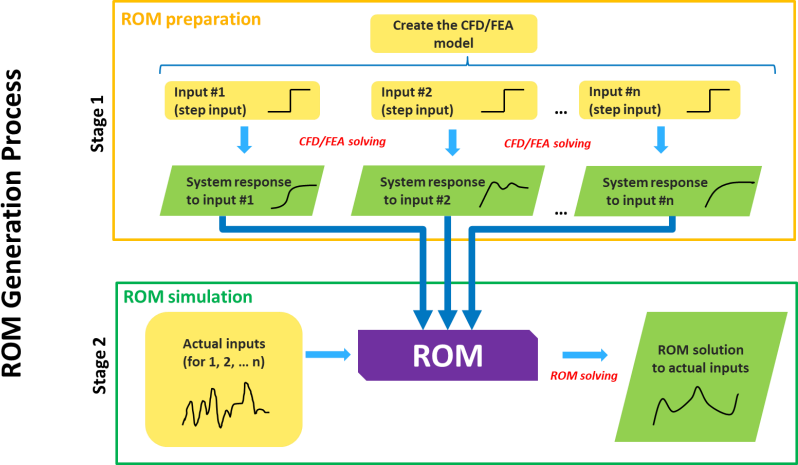 ROM Generation Process
Stage 1
ROM preparation
Create the CFD/FEA
model
Input #1
(step input)
Input #2
(step input)
...
Input #n
(step input)
CFD/FEA solving
CFD/FEA solving
System response
to input #1
System response
to input #2
...
System response
to input #n
Stage 2
ROM simulation
Actual inputs
(for 1, 2, ... n)
ROM
ROM solving
ROM solution
to actual inputs